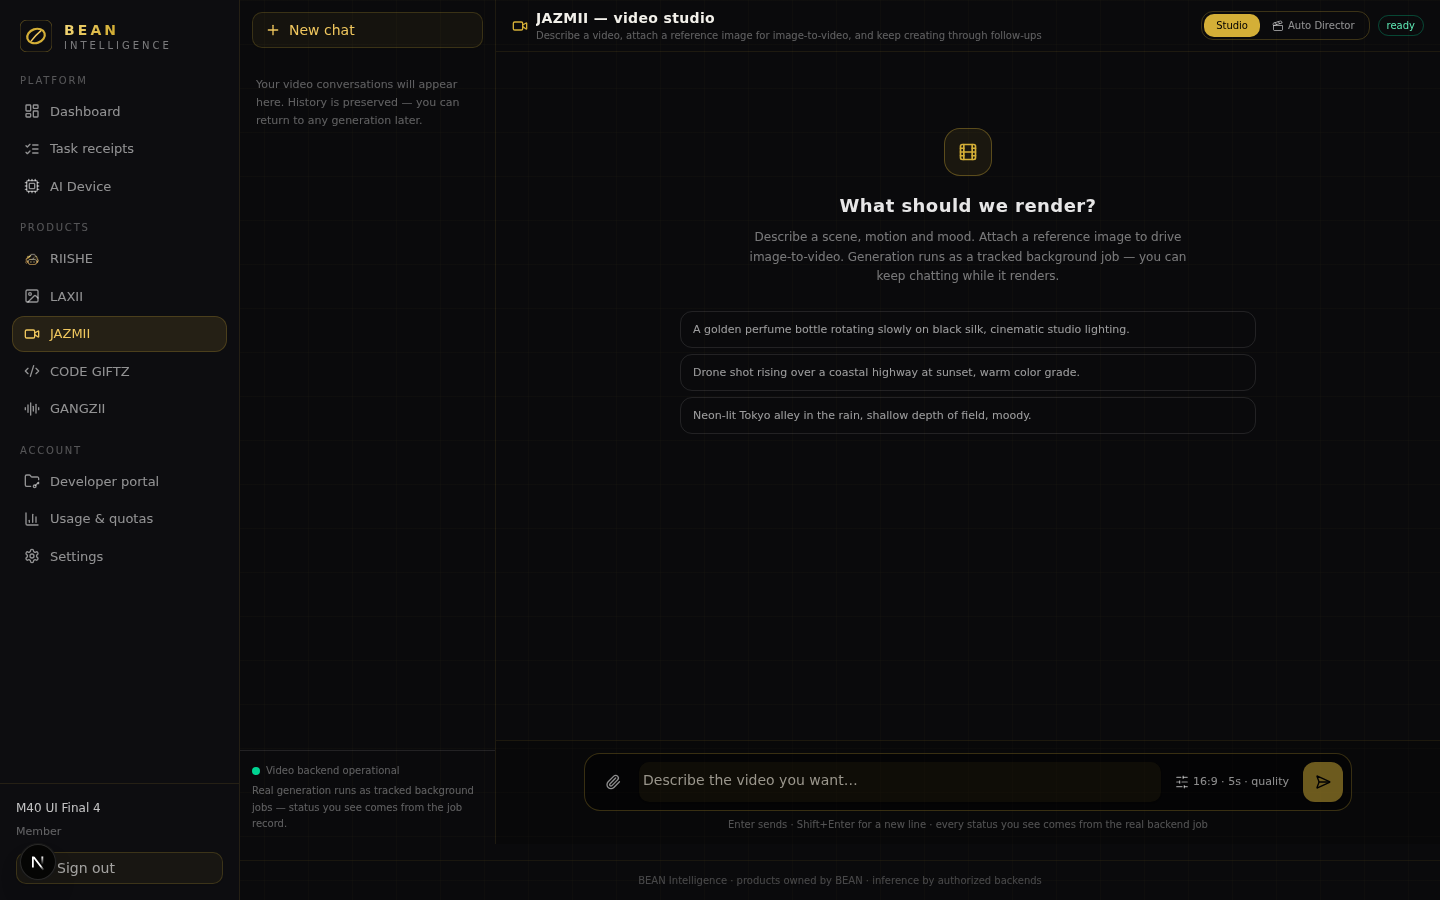 BEAN
INTELLIGENCE
PLATFORM
Dashboard
Task receipts
AI Device
PRODUCTS
RIISHE
LAXII
JAZMII
CODE GIFTZ
GANGZII
ACCOUNT
Developer portal
Usage & quotas
Settings
M40 UI Final 4
Member
N
Sign out
New chat
Your video conversations will appear
here. History is preserved — you can
return to any generation later.
Video backend operational
Real generation runs as tracked background
jobs — status you see comes from the job
record.
JAZMII — video studio
Describe a video, attach a reference image for image-to-video, and keep creating through follow-ups
Studio
Auto Director
ready
What should we render?
Describe a scene, motion and mood. Attach a reference image to drive
image-to-video. Generation runs as a tracked background job — you can
keep chatting while it renders.
A golden perfume bottle rotating slowly on black silk, cinematic studio lighting.
Drone shot rising over a coastal highway at sunset, warm color grade.
Neon-lit Tokyo alley in the rain, shallow depth of field, moody.
Describe the video you want…
16:9 · 5s · quality
Enter sends · Shift+Enter for a new line · every status you see comes from the real backend job
BEAN Intelligence · products owned by BEAN · inference by authorized backends